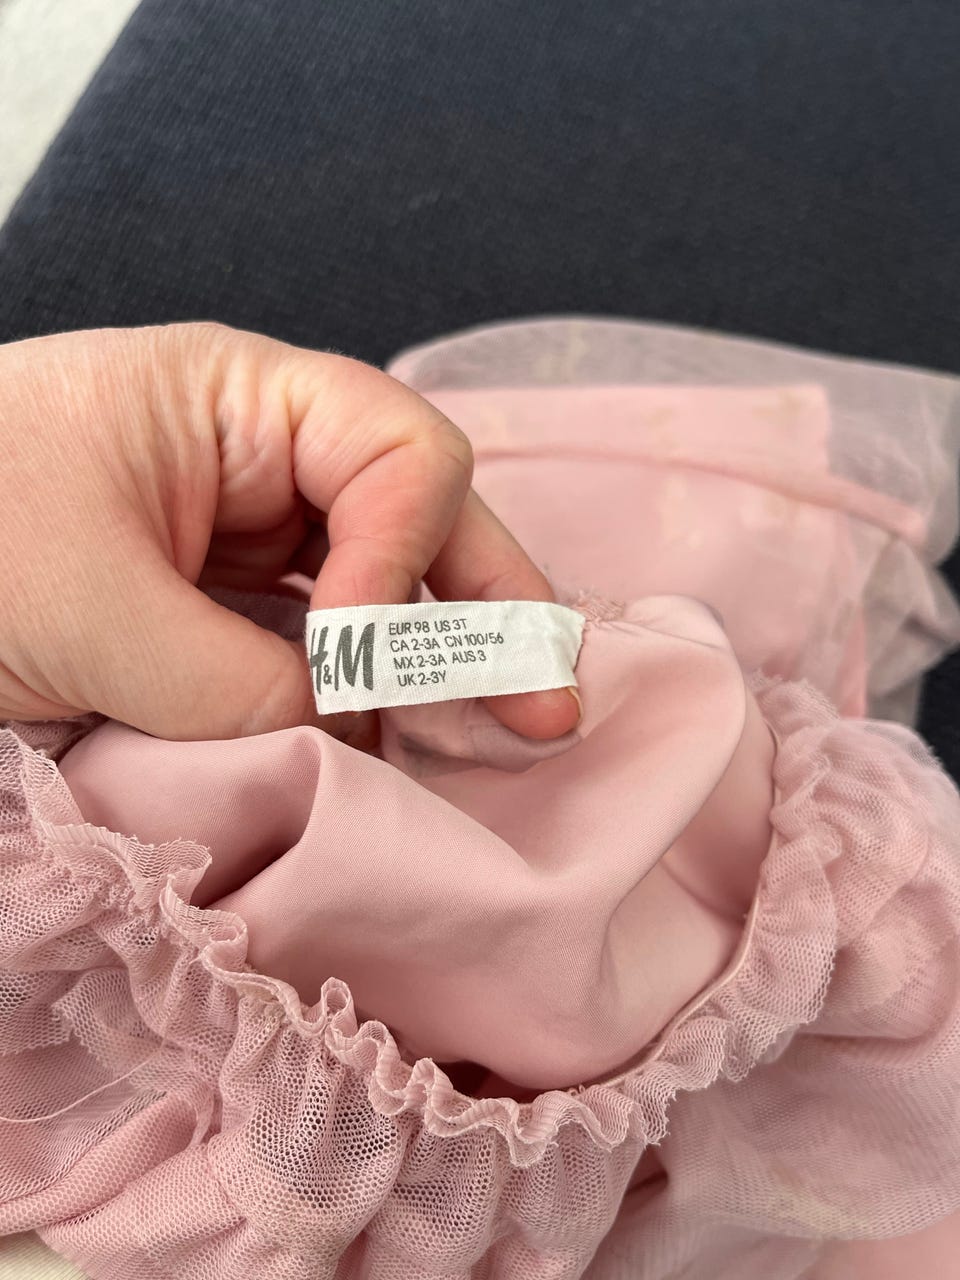 H&M
EUR 98 US 3T
CA 2-3A CN 100/56
MX 2-3A AUS 3
UK 2-3Y